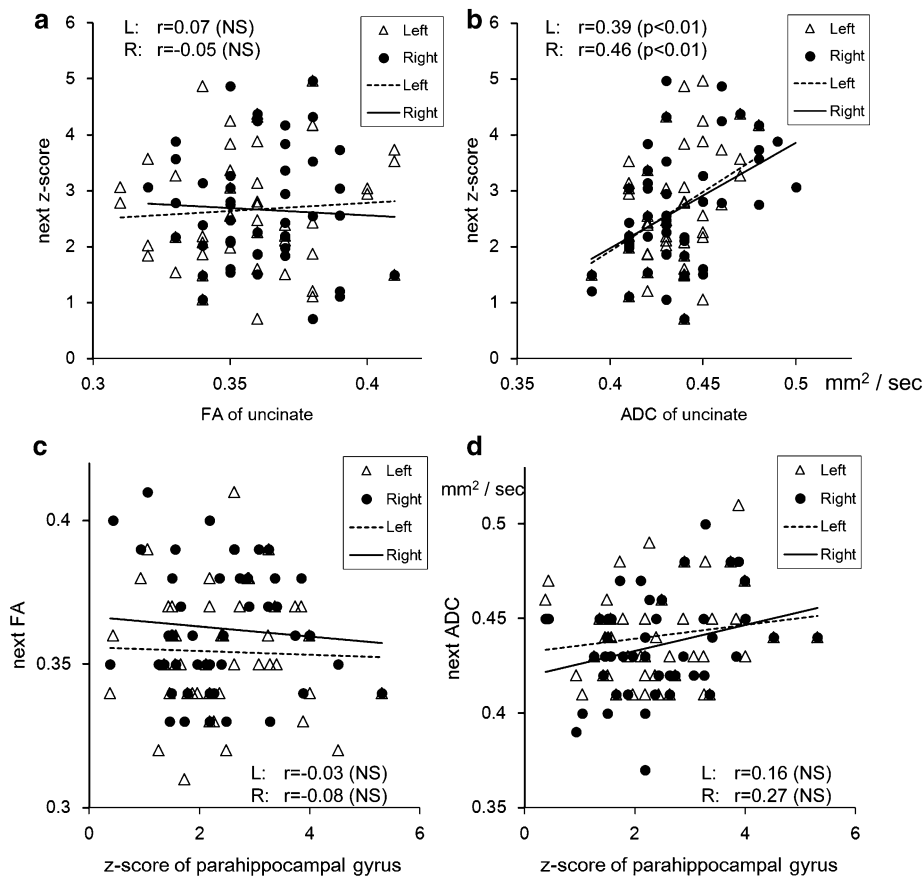 a
L: r=0.07 (NS)
R: r=-0.05 (NS)
Left
Right
Left
Right
next z-score
6
5
4
3
2
1
0
0.3
0.35
0.4
FA of uncinate
b
L: r=0.39 (p<0.01)
R: r=0.46 (p<0.01)
Left
Right
Left
Right
next z-score
6
5
4
3
2
1
0
0.35
0.4
0.45
0.5
mm² / sec
ADC of uncinate
c
Left
Right
Left
Right
next FA
0.4
0.35
0.3
L: r=-0.03 (NS)
R: r=-0.08 (NS)
0
2
4
6
z-score of parahippocampal gyrus
d
mm² / sec
Left
Right
Left
Right
next ADC
0.5
0.45
0.4
0.35
L: r=0.16 (NS)
R: r=0.27 (NS)
0
2
4
6
z-score of parahippocampal gyrus